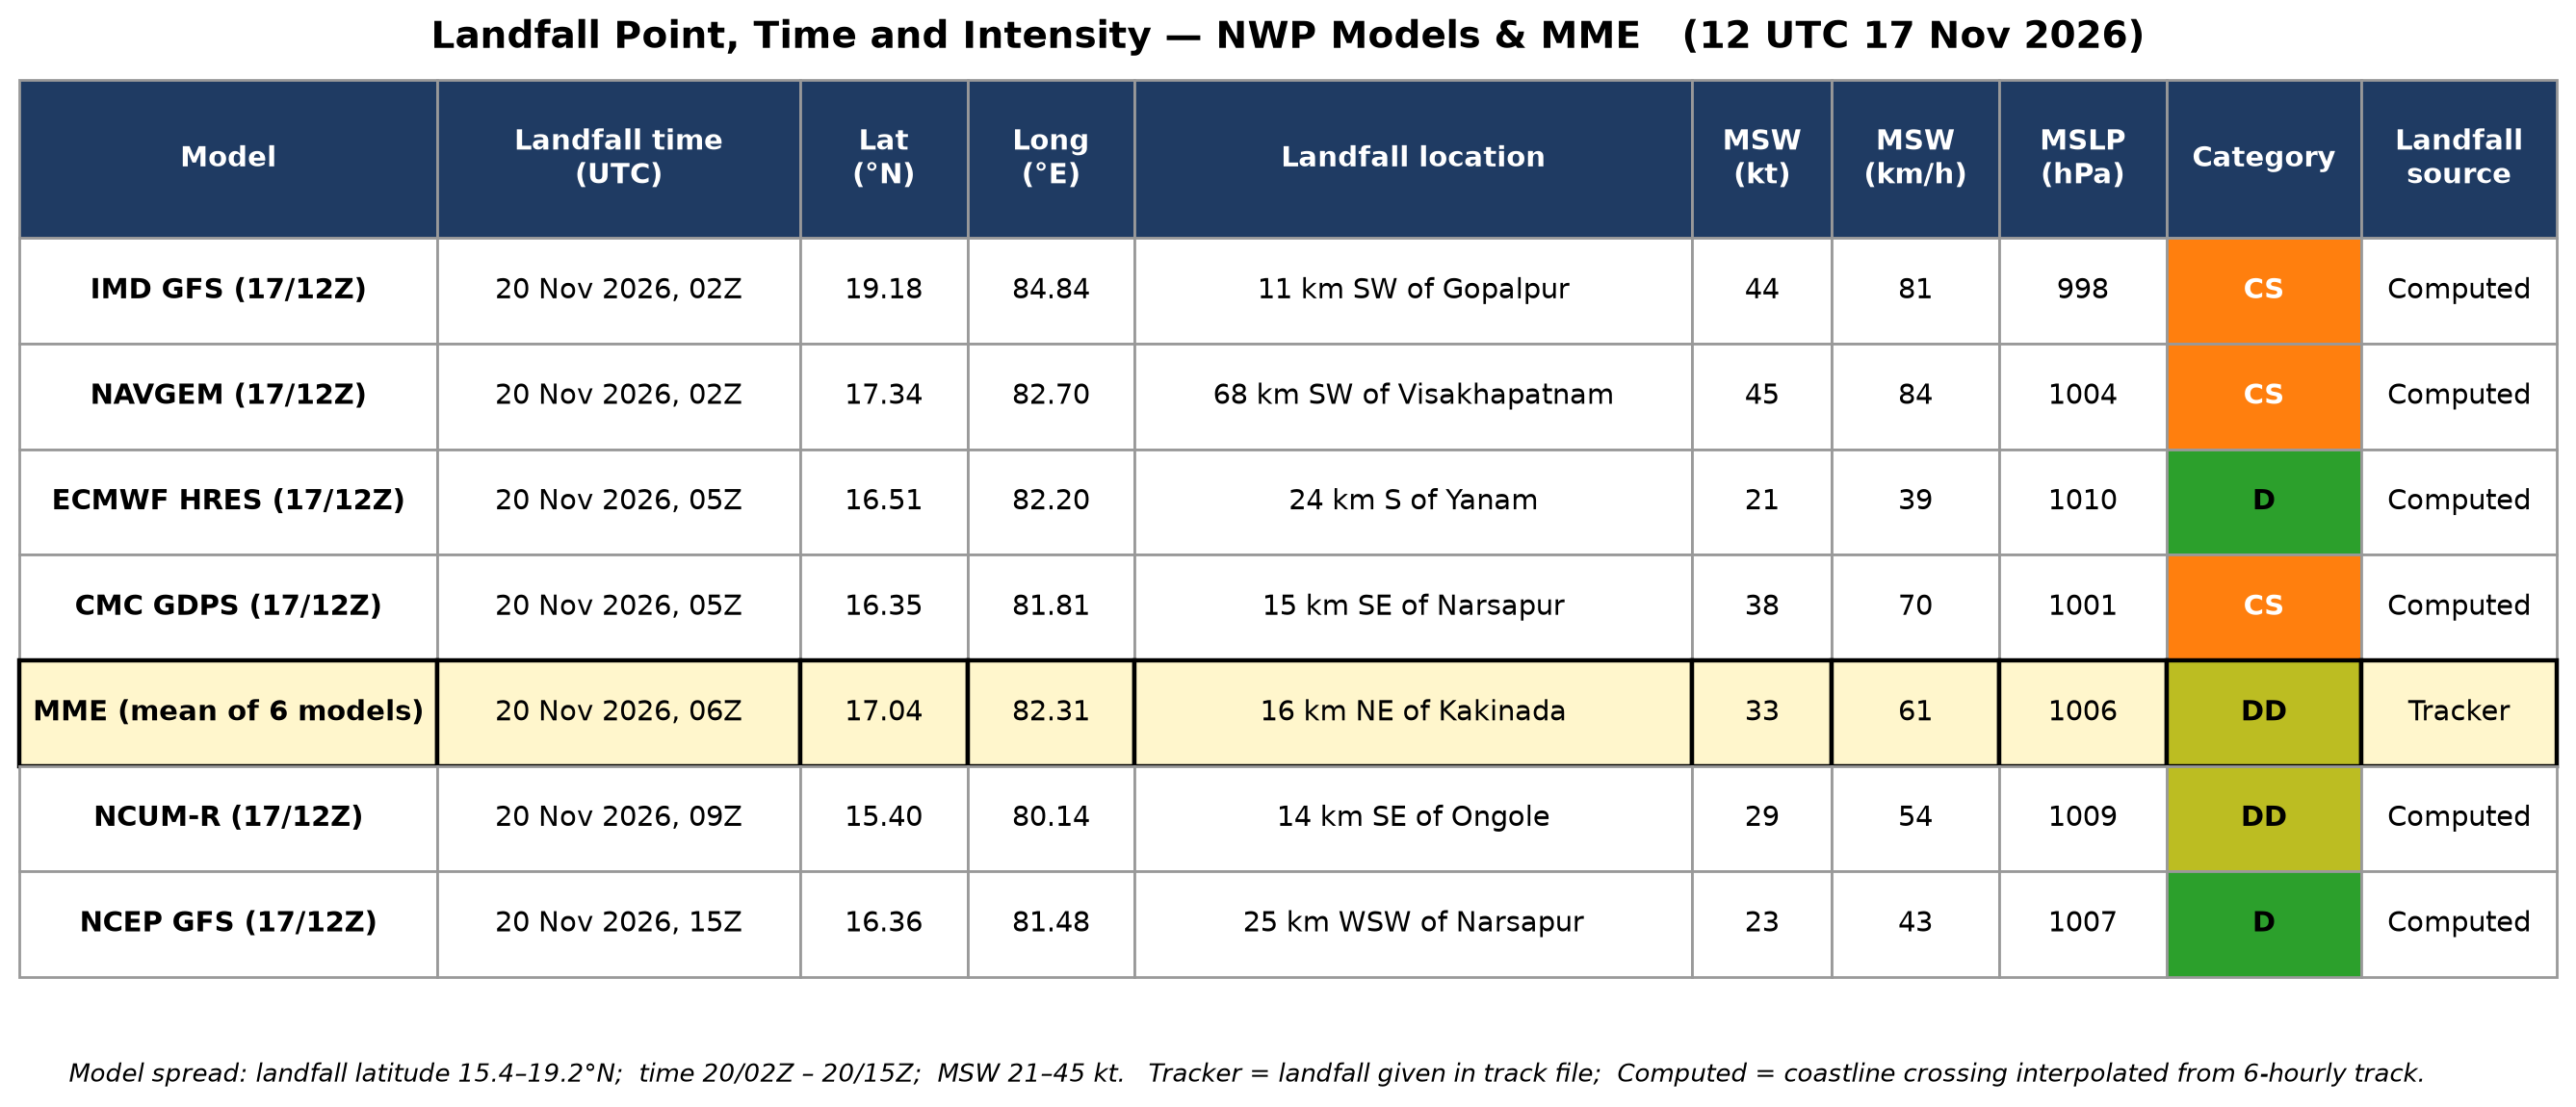 Landfall Point, Time and Intensity — NWP Models & MME (12 UTC 17 Nov 2026)
Model Landfall time (UTC) Lat (°N) Long (°E) Landfall location MSW (kt) MSW (km/h) MSLP (hPa) Category Landfall source
IMD GFS (17/12Z) 20 Nov 2026, 02Z 19.18 84.84 11 km SW of Gopalpur 44 81 998 CS Computed
NAVGEM (17/12Z) 20 Nov 2026, 02Z 17.34 82.70 68 km SW of Visakhapatnam 45 84 1004 CS Computed
ECMWF HRES (17/12Z) 20 Nov 2026, 05Z 16.51 82.20 24 km S of Yanam 21 39 1010 D Computed
CMC GDPS (17/12Z) 20 Nov 2026, 05Z 16.35 81.81 15 km SE of Narsapur 38 70 1001 CS Computed
MME (mean of 6 models) 20 Nov 2026, 06Z 17.04 82.31 16 km NE of Kakinada 33 61 1006 DD Tracker
NCUM-R (17/12Z) 20 Nov 2026, 09Z 15.40 80.14 14 km SE of Ongole 29 54 1009 DD Computed
NCEP GFS (17/12Z) 20 Nov 2026, 15Z 16.36 81.48 25 km WSW of Narsapur 23 43 1007 D Computed
Model spread: landfall latitude 15.4–19.2°N; time 20/02Z – 20/15Z; MSW 21–45 kt. Tracker = landfall given in track file; Computed = coastline crossing interpolated from 6-hourly track.